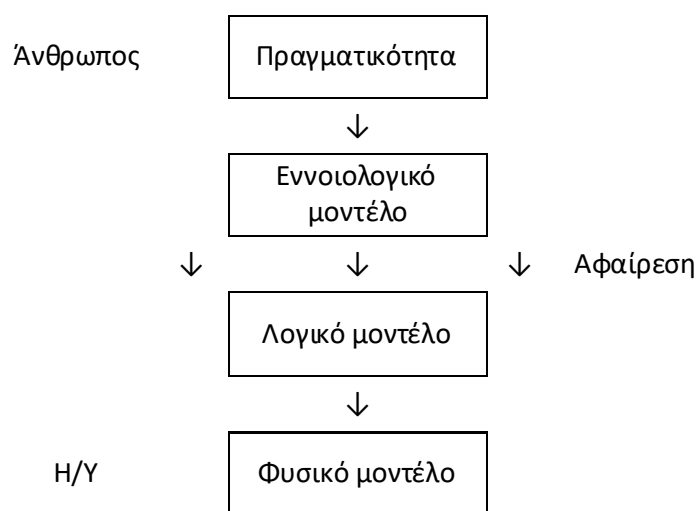 Άνθρωπος
Πραγματικότητα
↓
Εννοιολογικό
μοντέλο
↓ ↓ ↓ Αφαίρεση
Λογικό μοντέλο
↓
Η/Υ
Φυσικό μοντέλο